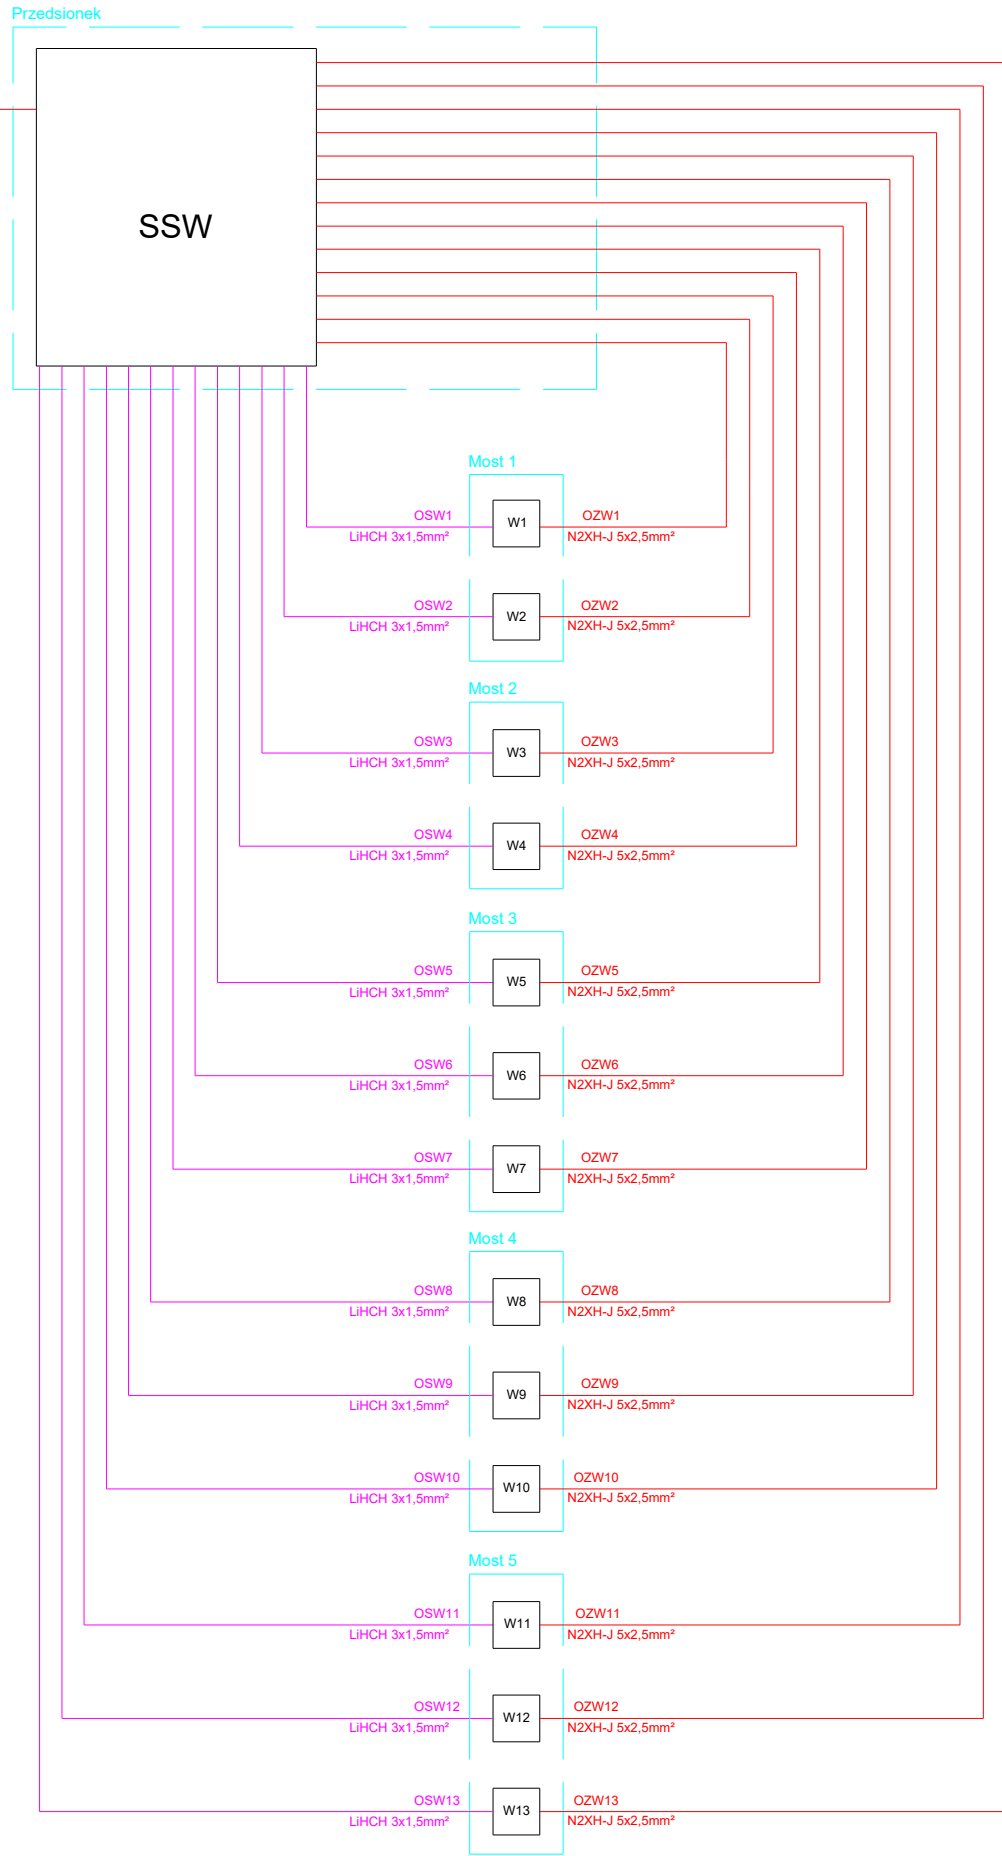 Przedsionek
SSW
Most 1
OSW1
LiHCH 3x1,5mm²
W1
OZW1
N2XH-J 5x2,5mm²
OSW2
LiHCH 3x1,5mm²
W2
OZW2
N2XH-J 5x2,5mm²
Most 2
OSW3
LiHCH 3x1,5mm²
W3
OZW3
N2XH-J 5x2,5mm²
OSW4
LiHCH 3x1,5mm²
W4
OZW4
N2XH-J 5x2,5mm²
Most 3
OSW5
LiHCH 3x1,5mm²
W5
OZW5
N2XH-J 5x2,5mm²
OSW6
LiHCH 3x1,5mm²
W6
OZW6
N2XH-J 5x2,5mm²
OSW7
LiHCH 3x1,5mm²
W7
OZW7
N2XH-J 5x2,5mm²
Most 4
OSW8
LiHCH 3x1,5mm²
W8
OZW8
N2XH-J 5x2,5mm²
OSW9
LiHCH 3x1,5mm²
W9
OZW9
N2XH-J 5x2,5mm²
OSW10
LiHCH 3x1,5mm²
W10
OZW10
N2XH-J 5x2,5mm²
Most 5
OSW11
LiHCH 3x1,5mm²
W11
OZW11
N2XH-J 5x2,5mm²
OSW12
LiHCH 3x1,5mm²
W12
OZW12
N2XH-J 5x2,5mm²
OSW13
LiHCH 3x1,5mm²
W13
OZW13
N2XH-J 5x2,5mm²